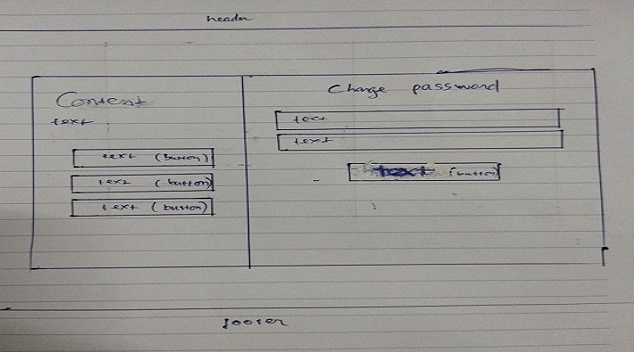 header
Content
text
text (button)
text (button)
text (button)
Change password
text
text
text (button)
footer